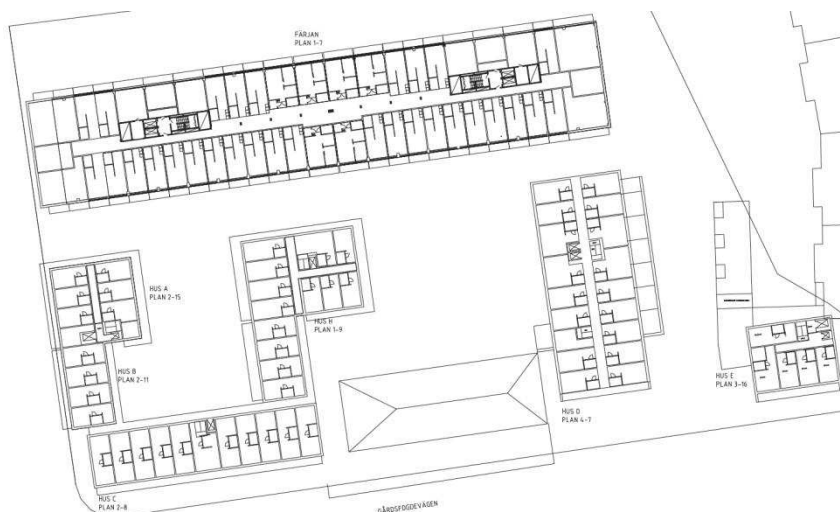 FÄRJAN
PLAN 1-7
HUS A
PLAN 2-15
HUS H
PLAN 1-9
HUS B
PLAN 2-11
HUS E
PLAN 3-16
HUS D
PLAN 4-7
HUS C
PLAN 2-8
GÅRDSFOGDEVÄGEN